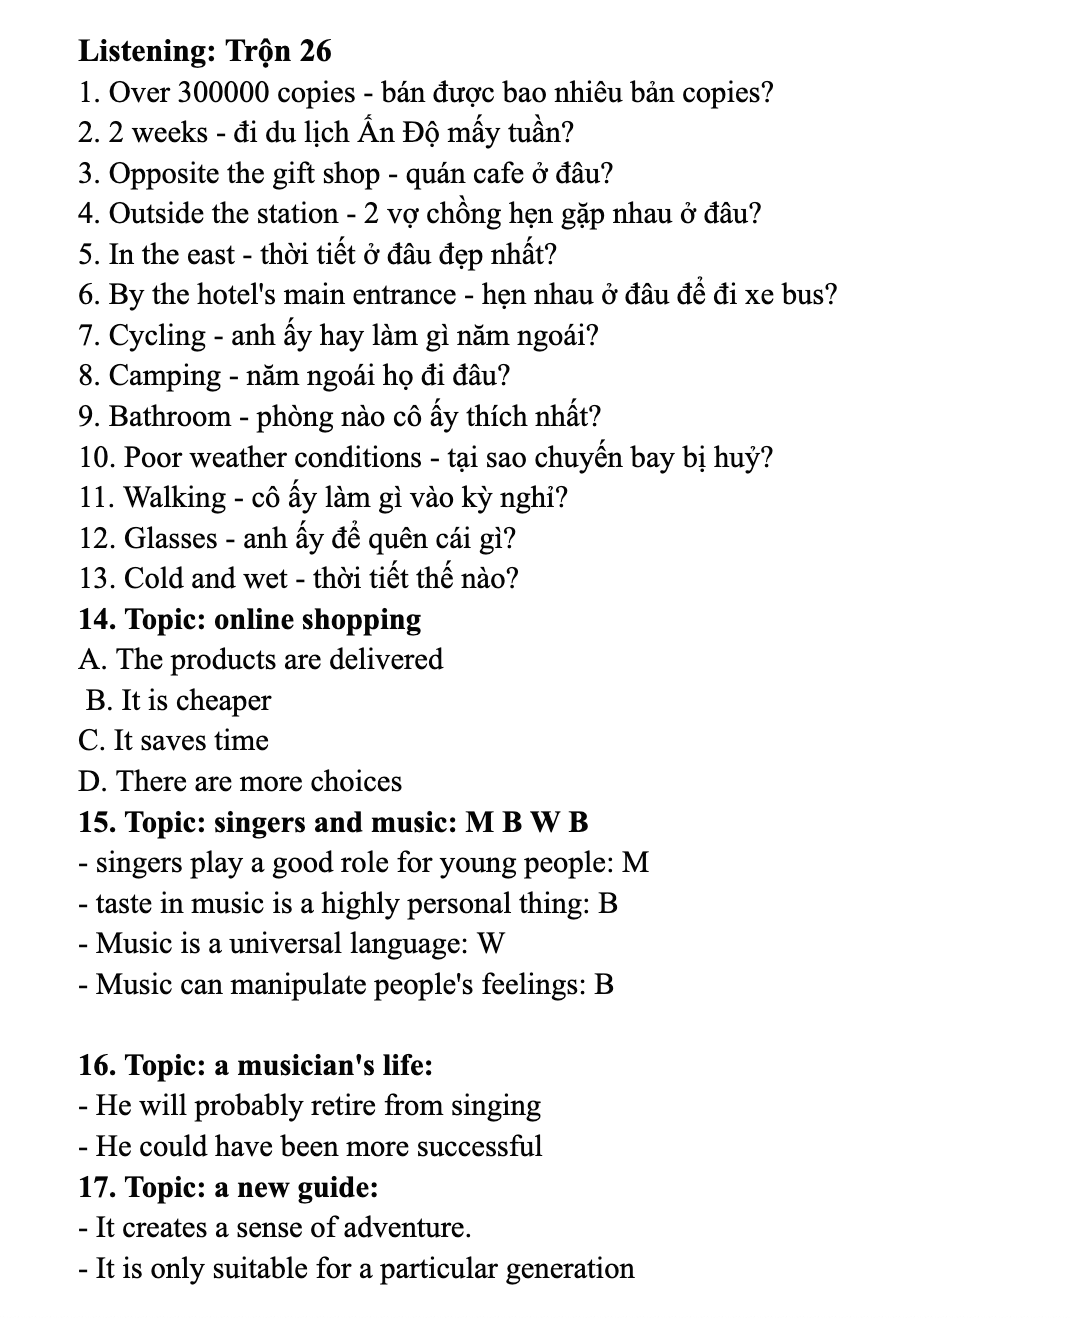 Listening: Trộn 26
1. Over 300000 copies - bán được bao nhiêu bản copies?
2. 2 weeks - đi du lịch Ấn Độ mấy tuần?
3. Opposite the gift shop - quán cafe ở đâu?
4. Outside the station - 2 vợ chồng hẹn gặp nhau ở đâu?
5. In the east - thời tiết ở đâu đẹp nhất?
6. By the hotel's main entrance - hẹn nhau ở đâu để đi xe bus?
7. Cycling - anh ấy hay làm gì năm ngoái?
8. Camping - năm ngoái họ đi đâu?
9. Bathroom - phòng nào cô ấy thích nhất?
10. Poor weather conditions - tại sao chuyến bay bị huỷ?
11. Walking - cô ấy làm gì vào kỳ nghỉ?
12. Glasses - anh ấy để quên cái gì?
13. Cold and wet - thời tiết thế nào?
14. Topic: online shopping
A. The products are delivered
B. It is cheaper
C. It saves time
D. There are more choices
15. Topic: singers and music: M B W B
- singers play a good role for young people: M
- taste in music is a highly personal thing: B
- Music is a universal language: W
- Music can manipulate people's feelings: B
16. Topic: a musician's life:
- He will probably retire from singing
- He could have been more successful
17. Topic: a new guide:
- It creates a sense of adventure.
- It is only suitable for a particular generation